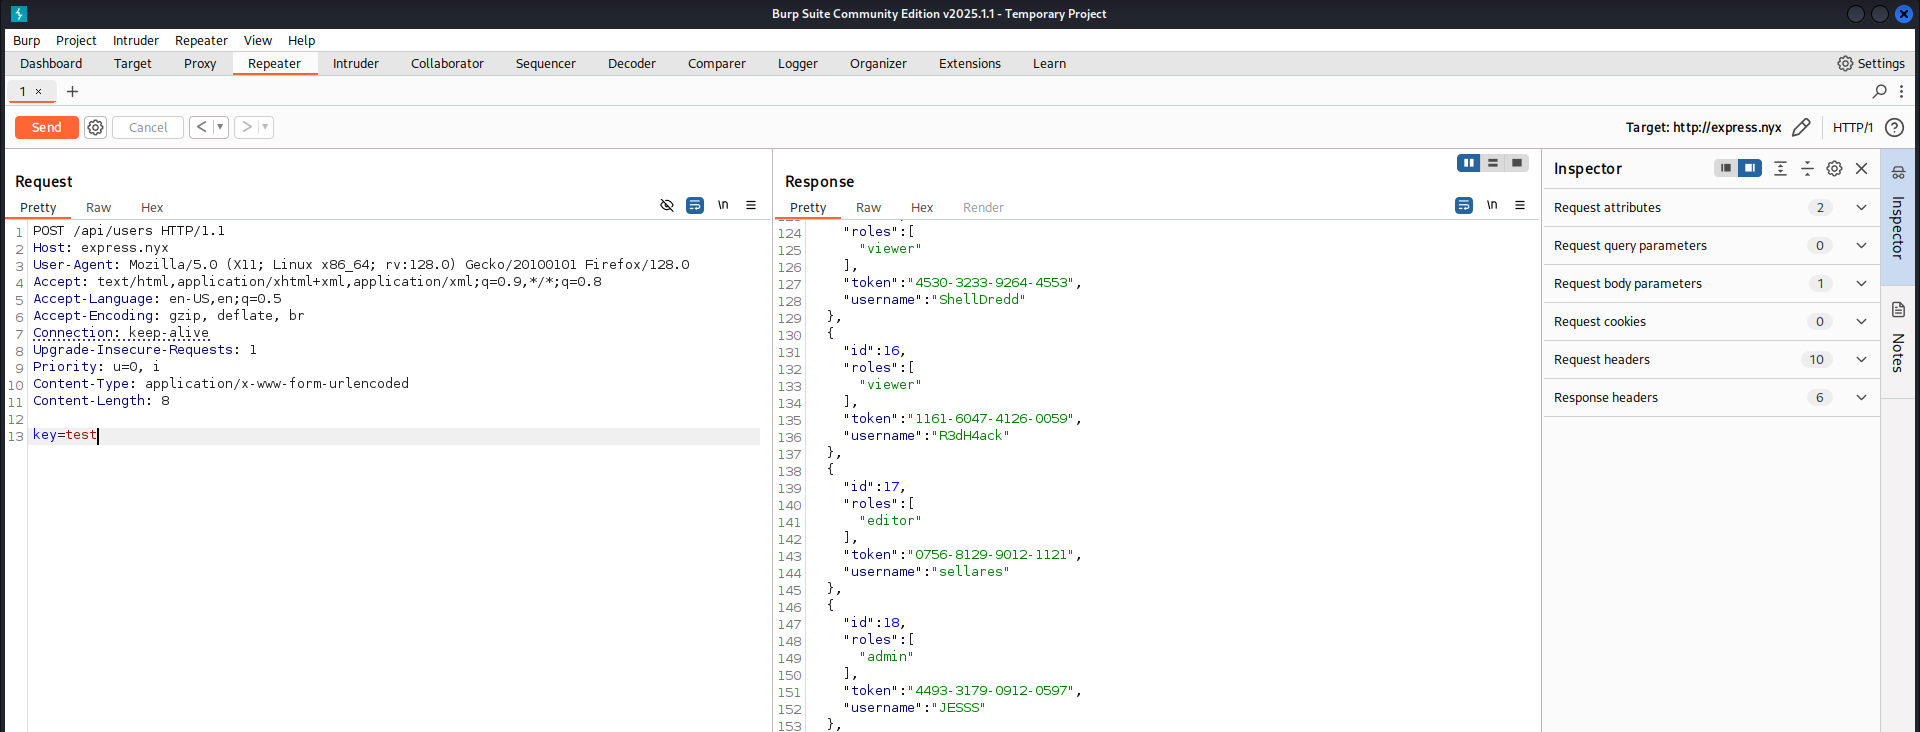 Burp Suite Community Edition v2025.1.1 - Temporary Project
Burp Project Intruder Repeater View Help
Dashboard Target Proxy Repeater Intruder Collaborator Sequencer Decoder Comparer Logger Organizer Extensions Learn Settings
1 × +
Send Cancel < > Target: http://express.nyx HTTP/1
Request
Pretty Raw Hex \n
1 POST /api/users HTTP/1.1
2 Host: express.nyx
3 User-Agent: Mozilla/5.0 (X11; Linux x86_64; rv:128.0) Gecko/20100101 Firefox/128.0
4 Accept: text/html,application/xhtml+xml,application/xml;q=0.9,*/*;q=0.8
5 Accept-Language: en-US,en;q=0.5
6 Accept-Encoding: gzip, deflate, br
7 Connection: keep-alive
8 Upgrade-Insecure-Requests: 1
9 Priority: u=0, i
10 Content-Type: application/x-www-form-urlencoded
11 Content-Length: 8
12
13 key=test
Response
Pretty Raw Hex Render \n
124 "roles":[
125 "viewer"
126 ],
127 "token":"4530-3233-9264-4553",
128 "username":"ShellDredd"
129 },
130 {
131 "id":16,
132 "roles":[
133 "viewer"
134 ],
135 "token":"1161-6047-4126-0059",
136 "username":"R3dH4ack"
137 },
138 {
139 "id":17,
140 "roles":[
141 "editor"
142 ],
143 "token":"0756-8129-9012-1121",
144 "username":"sellares"
145 },
146 {
147 "id":18,
148 "roles":[
149 "admin"
150 ],
151 "token":"4493-3179-0912-0597",
152 "username":"JESSS"
153 },
Inspector
Request attributes 2
Request query parameters 0
Request body parameters 1
Request cookies 0
Request headers 10
Response headers 6
Inspector
Notes